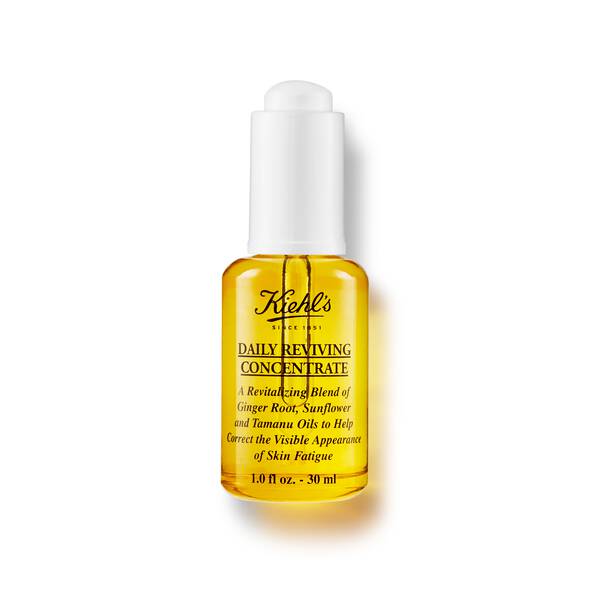 Kiehl's
SINCE 1851
DAILY REVIVING
CONCENTRATE
A Revitalizing Blend of
Ginger Root, Sunflower
and Tamanu Oils to Help
Correct the Visible Appearance
of Skin Fatigue
1.0 fl oz. - 30 ml